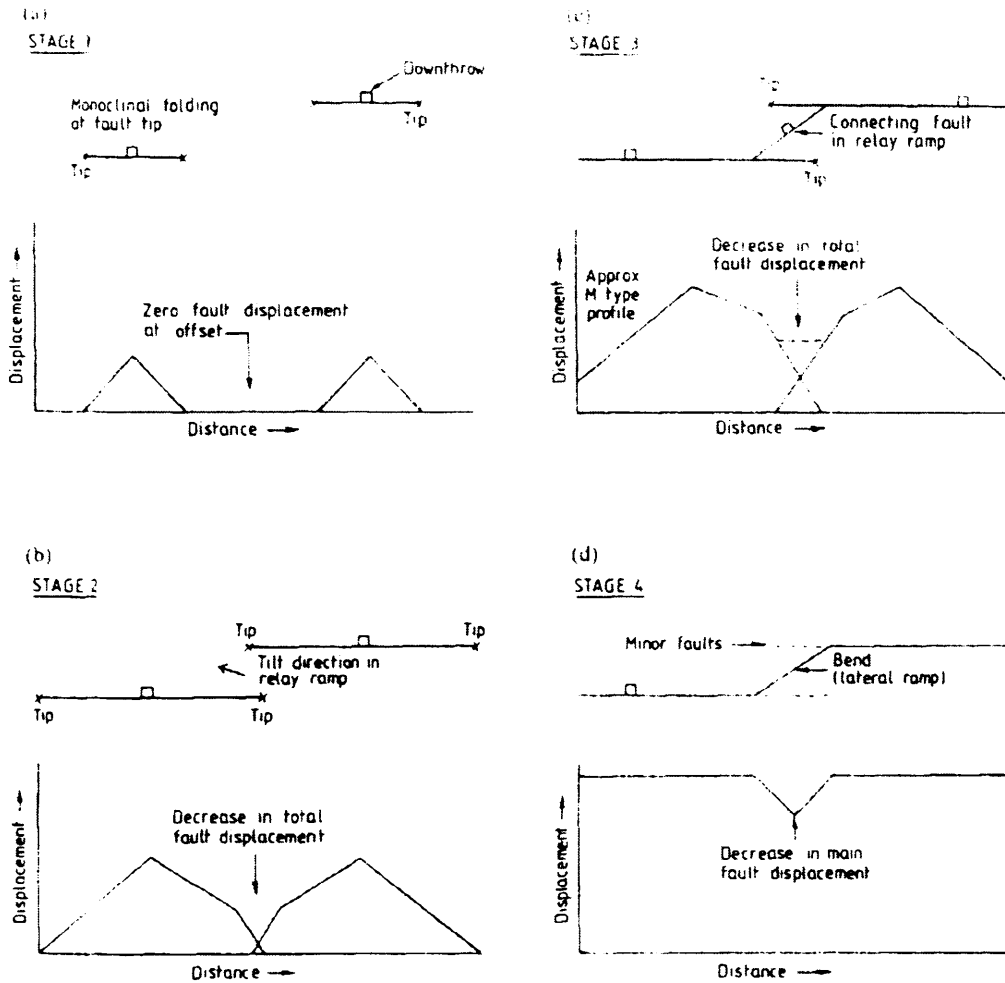 (a)
STAGE 1
Downthrow
Monoclinal folding
at fault tip
Tip
Tip
Displacement
Zero fault displacement
at offset
Distance
(b)
STAGE 2
Tip
Tip
Tilt direction in
relay ramp
Tip
Tip
Displacement
Decrease in total
fault displacement
Distance
(c)
STAGE 3
Tip
Connecting fault
in relay ramp
Tip
Displacement
Approx
M type
profile
Decrease in total
fault displacement
Distance
(d)
STAGE 4
Minor faults
Bend
(lateral ramp)
Displacement
Decrease in main
fault displacement
Distance